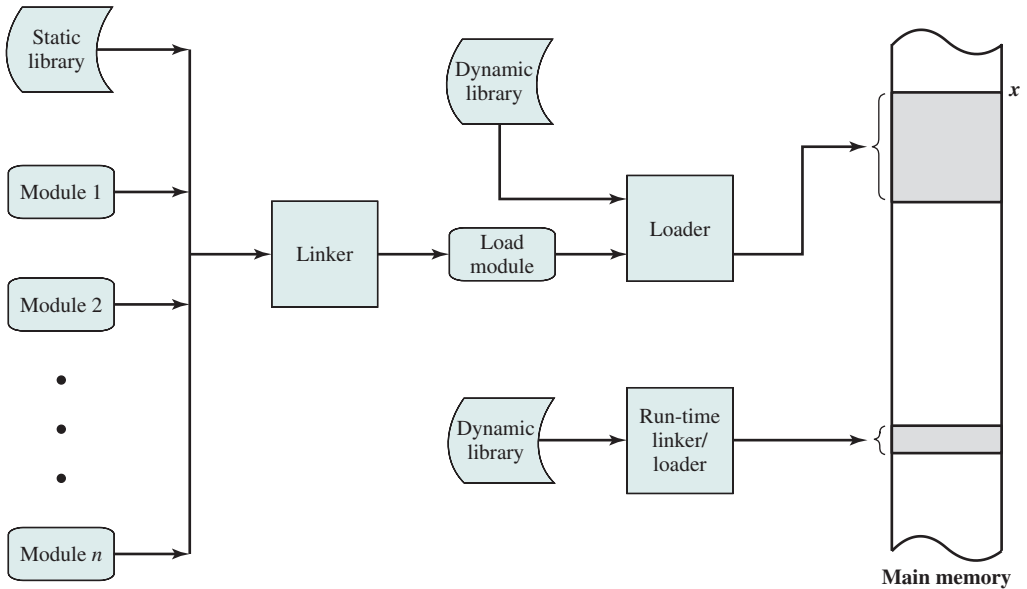 Static
library
Module 1
Module 2
Module n
Linker
Dynamic
library
Load
module
Loader
Dynamic
library
Run-time
linker/
loader
x
Main memory